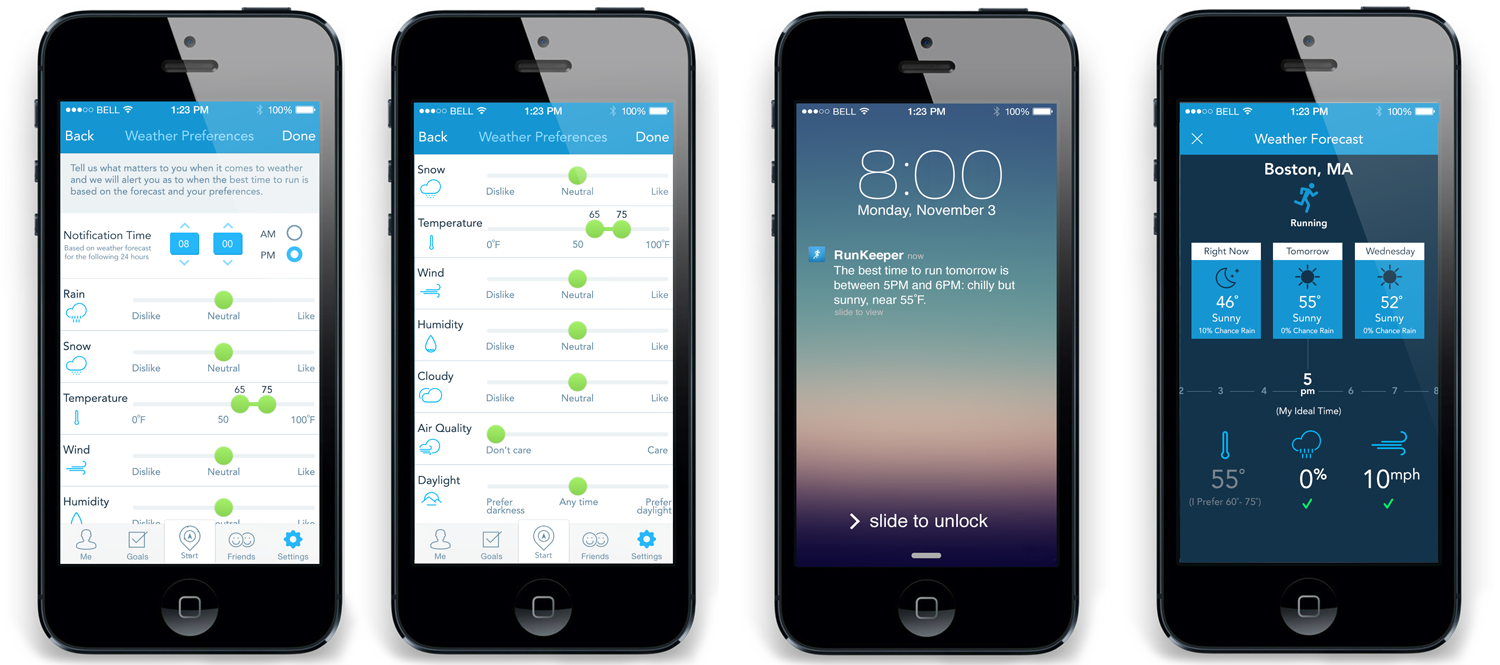 BELL 1:23 PM 100%
Back Weather Preferences Done
Tell us what matters to you when it comes to weather
and we will alert you as to when the best time to run is
based on the forecast and your preferences.
Notification Time
Based on weather forecast
for the following 24 hours
08 00
AM
PM
Rain
Dislike Neutral Like
Snow
Dislike Neutral Like
65 75
Temperature
0°F 50 100°F
Wind
Dislike Neutral Like
Humidity
Dislike Neutral Like
Me Goals Start Friends Settings
BELL 1:23 PM 100%
Back Weather Preferences Done
Snow
Dislike Neutral Like
65 75
Temperature
0°F 50 100°F
Wind
Dislike Neutral Like
Humidity
Dislike Neutral Like
Cloudy
Dislike Neutral Like
Air Quality
Don't care Care
Daylight
Prefer darkness Any time Prefer daylight
Me Goals Start Friends Settings
BELL 1:23 PM 100%
8:00
Monday, November 3
RunKeeper now
The best time to run tomorrow is
between 5PM and 6PM: chilly but
sunny, near 55°F.
slide to view
> slide to unlock
BELL 1:23 PM 100%
Weather Forecast
Boston, MA
Running
Right Now Tomorrow Wednesday
46° 55° 52°
Sunny Sunny Sunny
10% Chance Rain 0% Chance Rain 0% Chance Rain
2 3 4 5 pm 6 7 8
(My Ideal Time)
55° 0% 10mph
(I Prefer 60°- 75°)